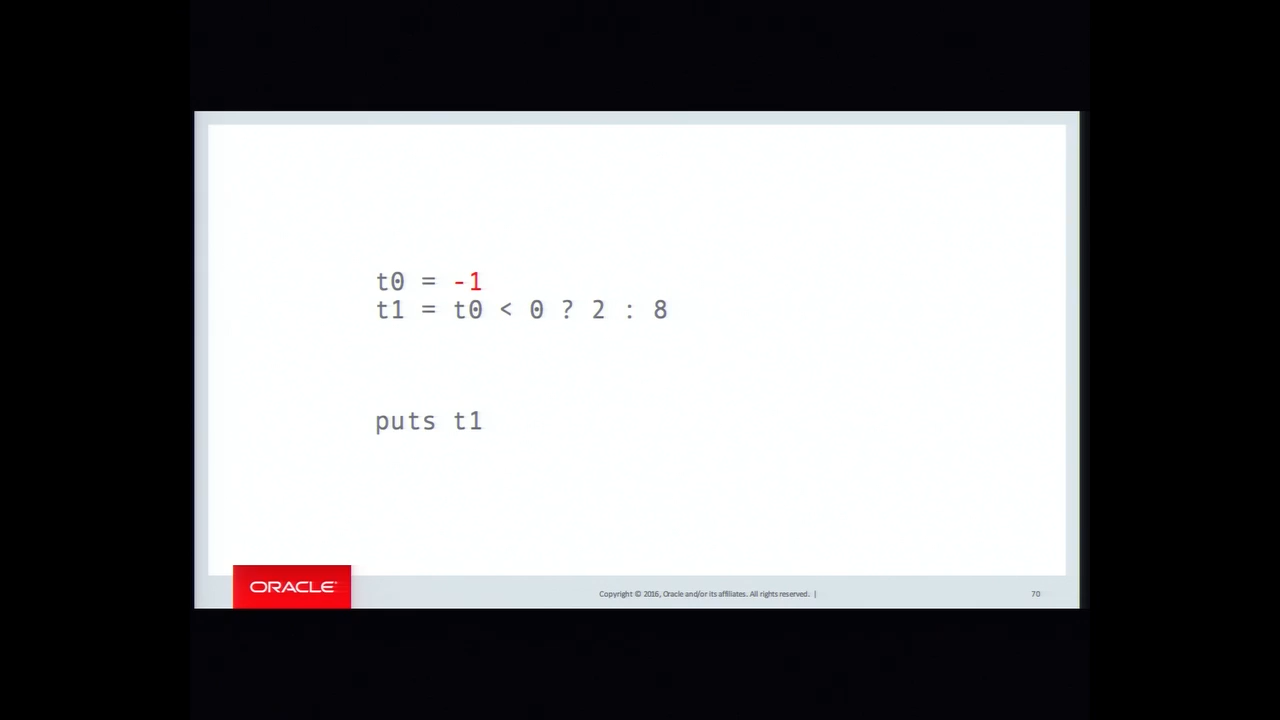 t0 = -1
t1 = t0 < 0 ? 2 : 8
puts t1
ORACLE
Copyright © 2016, Oracle and/or its affiliates. All rights reserved. |
70